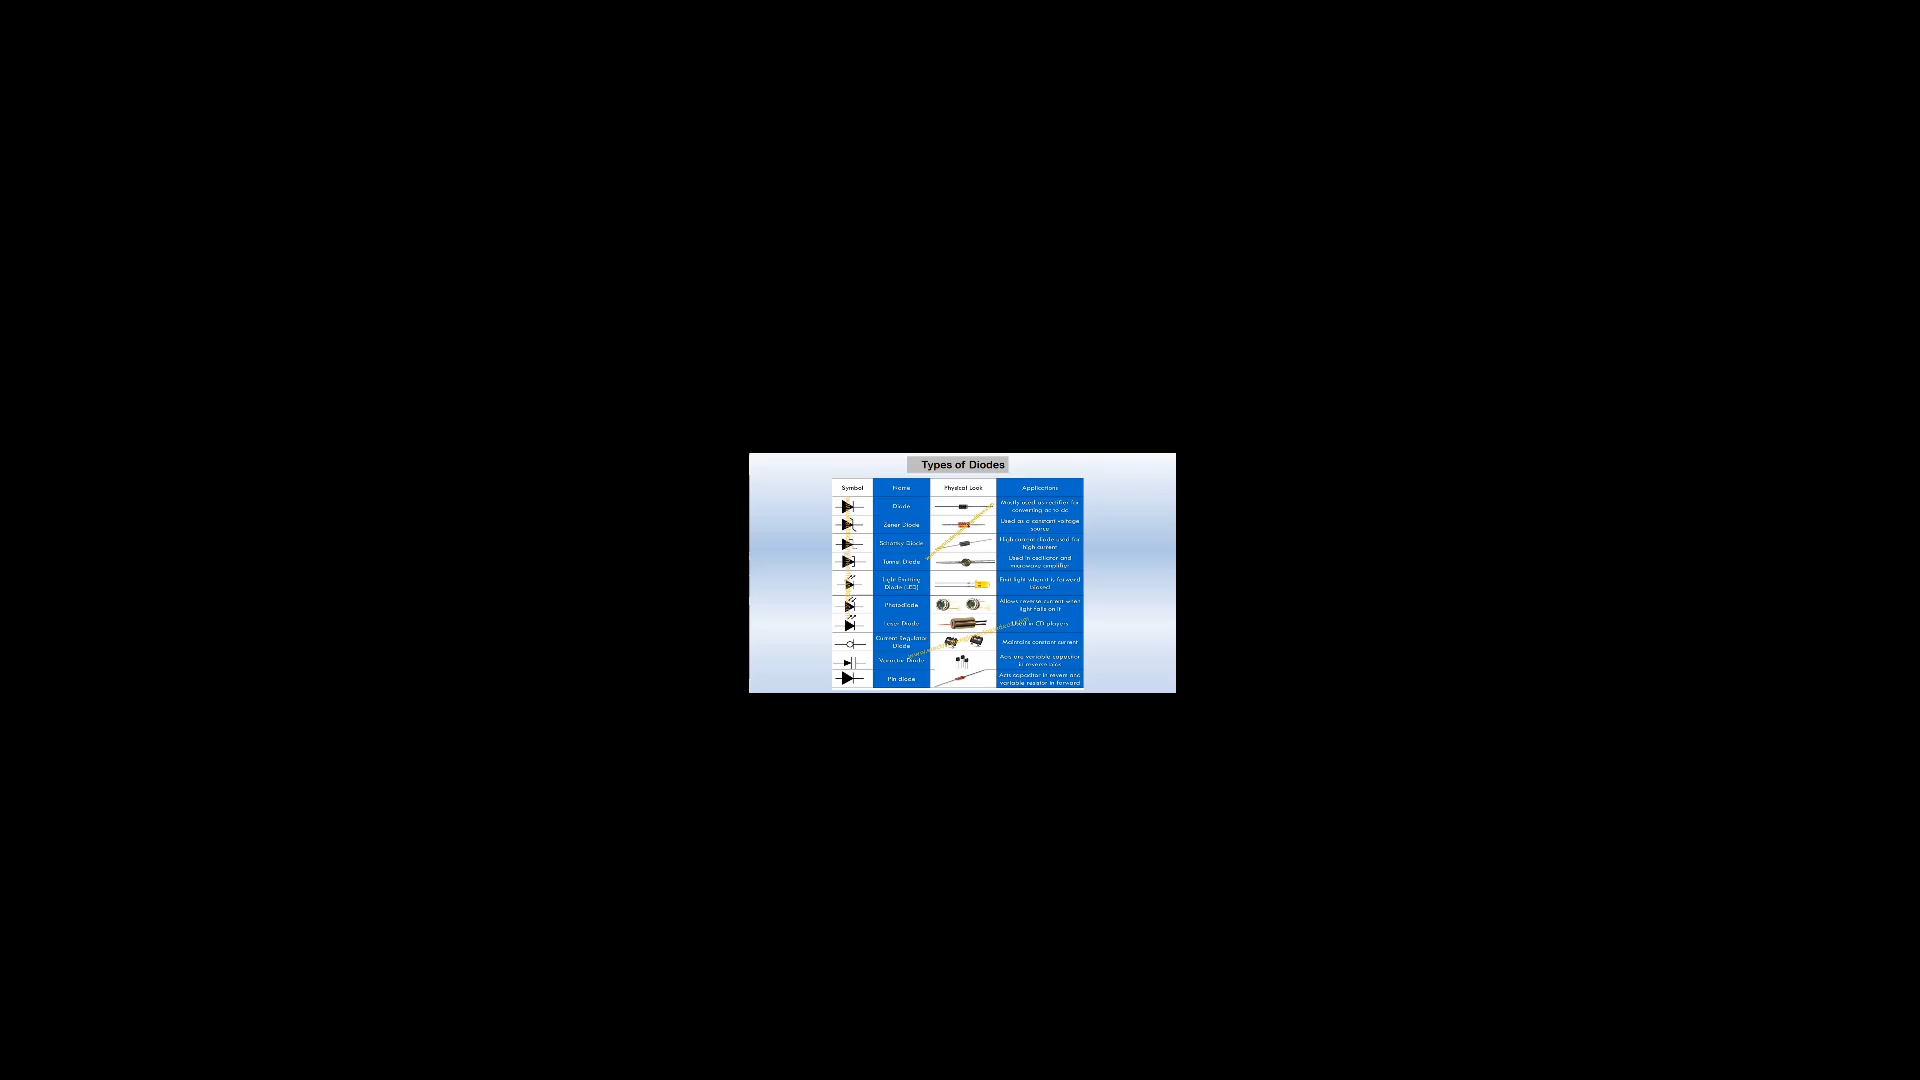 Types of Diodes
Symbol
Name
Physical Look
Applications
Diode
Mostly used as rectifier for
converting ac to dc
Zener Diode
Used as a constant voltage
source
Schottky Diode
High current diode used for
high current
Tunnel Diode
Used in oscillator and
microwave amplifier
Light Emitting
Diode (LED)
Emit light when it is forward
biased
Photodiode
Allows reverse current when
light falls on it
Laser Diode
Used in CD players
Current Regulator
Diode
Maintains constant current
Varactor Diode
Acts are variable capacitor
in reverse bias
Pin diode
Acts capacitor in revers and
variable resistor in forward